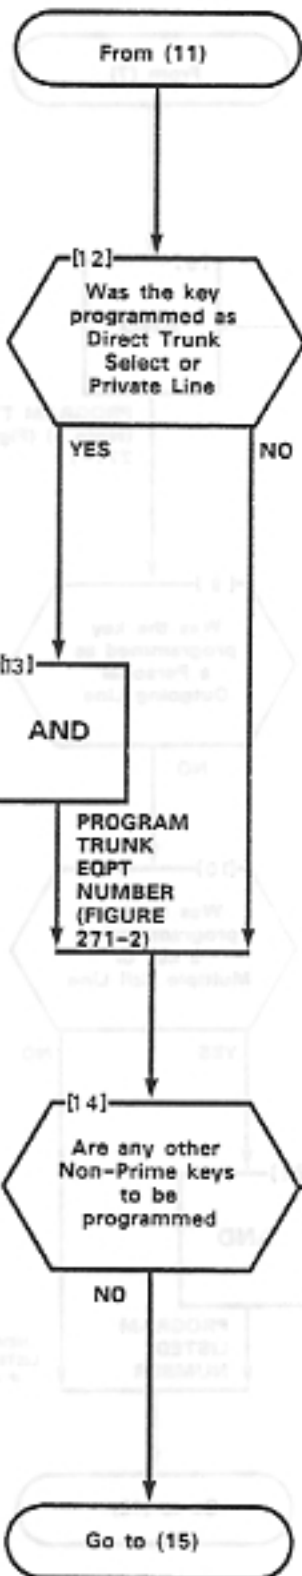 From (11)
[12]
Was the key
programmed as
Direct Trunk
Select or
Private Line
YES
NO
[13]
AND
PROGRAM
TRUNK
EQPT
NUMBER
(FIGURE
271-2)
[14]
Are any other
Non-Prime keys
to be
programmed
NO
Go to (15)